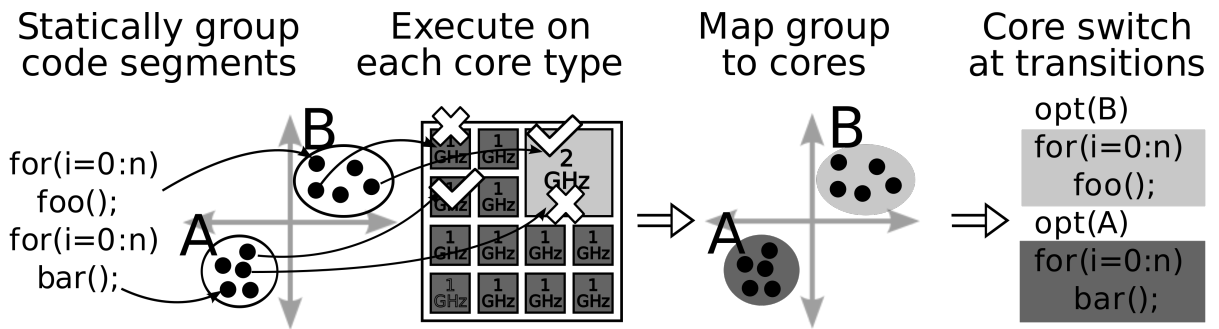 Statically group
code segments
Execute on
each core type
Map group
to cores
Core switch
at transitions
for(i=0:n)
foo();
for(i=0:n)
bar();
B
A
1
GHz
1
GHz
2
GHz
1
GHz
1
GHz
1
GHz
1
GHz
1
GHz
1
GHz
1
GHz
1
GHz
1
GHz
1
GHz
B
A
opt(B)
for(i=0:n)
foo();
opt(A)
for(i=0:n)
bar();